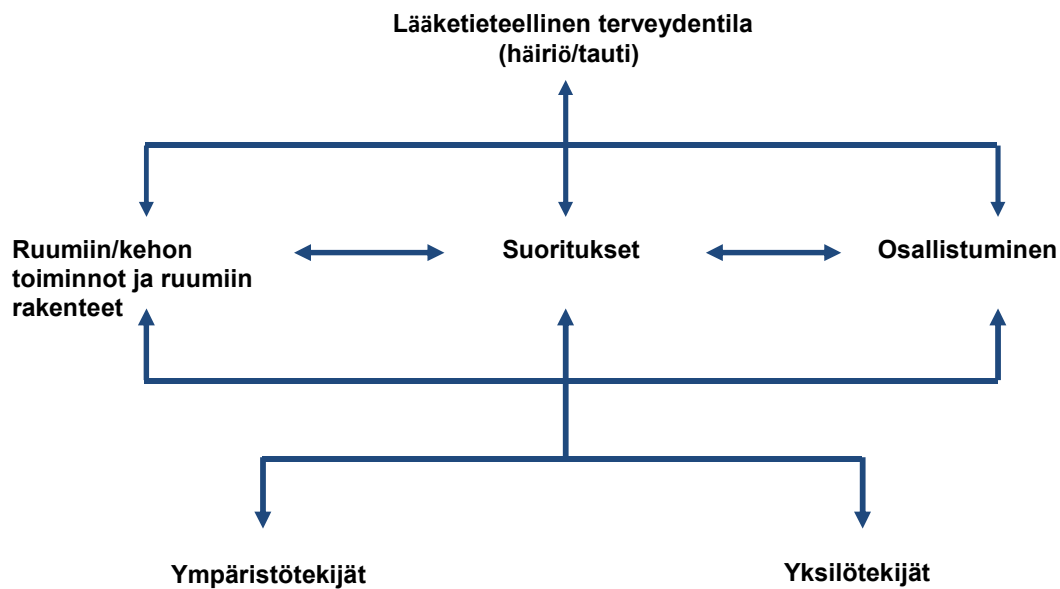 Lääketieteellinen terveydentila
(häiriö/tauti)
Ruumiin/kehon
toiminnot ja ruumiin
rakenteet
Suoritukset
Osallistuminen
Ympäristötekijät
Yksilötekijät